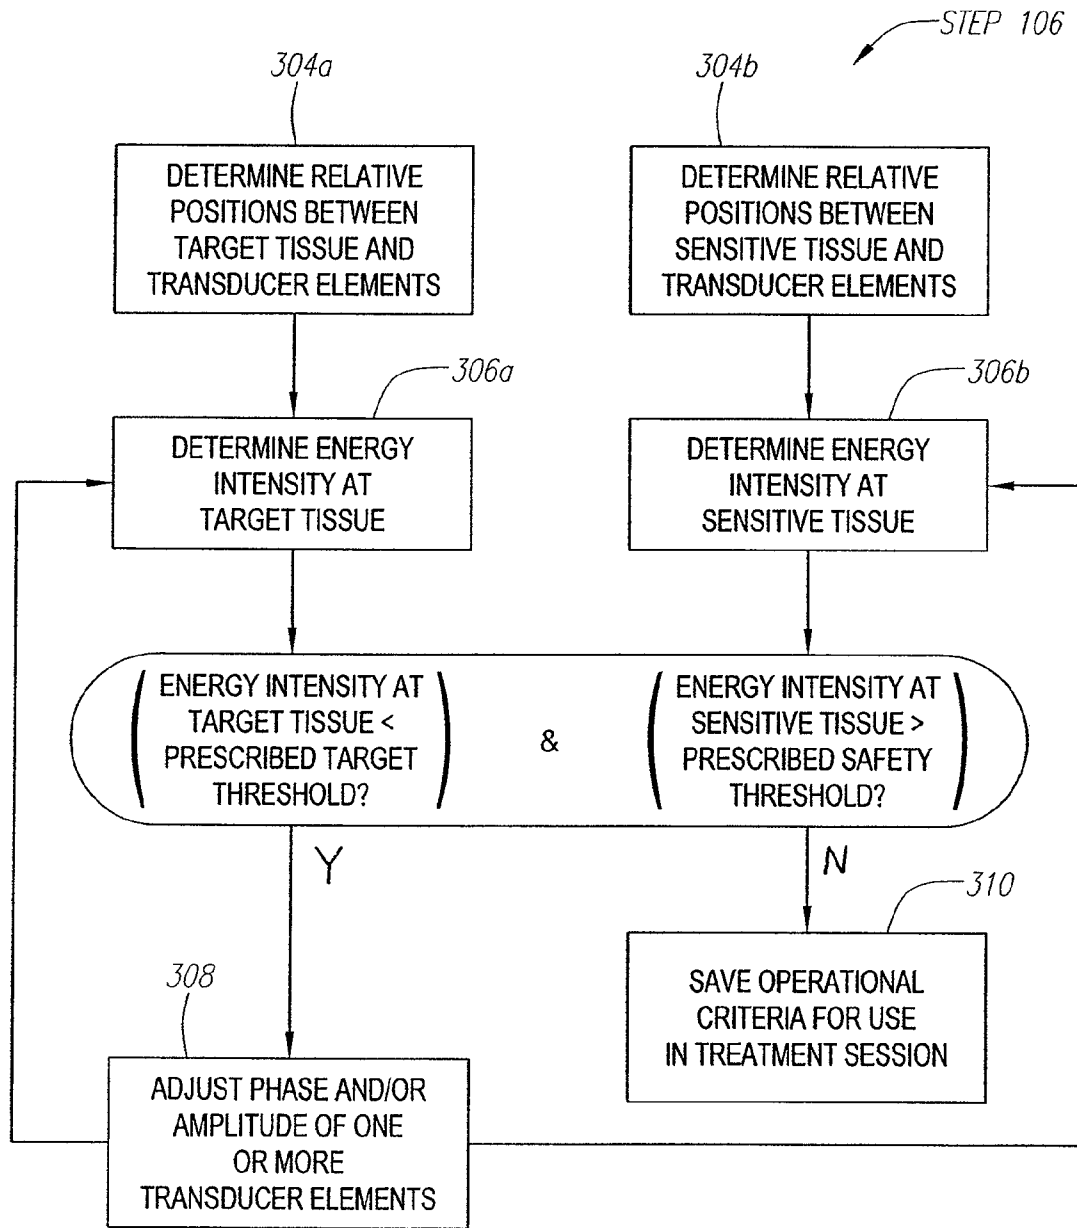 STEP 106
304a
304b
DETERMINE RELATIVE
POSITIONS BETWEEN
TARGET TISSUE AND
TRANSDUCER ELEMENTS
DETERMINE RELATIVE
POSITIONS BETWEEN
SENSITIVE TISSUE AND
TRANSDUCER ELEMENTS
306a
306b
DETERMINE ENERGY
INTENSITY AT
TARGET TISSUE
DETERMINE ENERGY
INTENSITY AT
SENSITIVE TISSUE
ENERGY INTENSITY AT
TARGET TISSUE <
PRESCRIBED TARGET
THRESHOLD?
&
ENERGY INTENSITY AT
SENSITIVE TISSUE >
PRESCRIBED SAFETY
THRESHOLD?
Y
N
310
SAVE OPERATIONAL
CRITERIA FOR USE
IN TREATMENT SESSION
308
ADJUST PHASE AND/OR
AMPLITUDE OF ONE
OR MORE
TRANSDUCER ELEMENTS